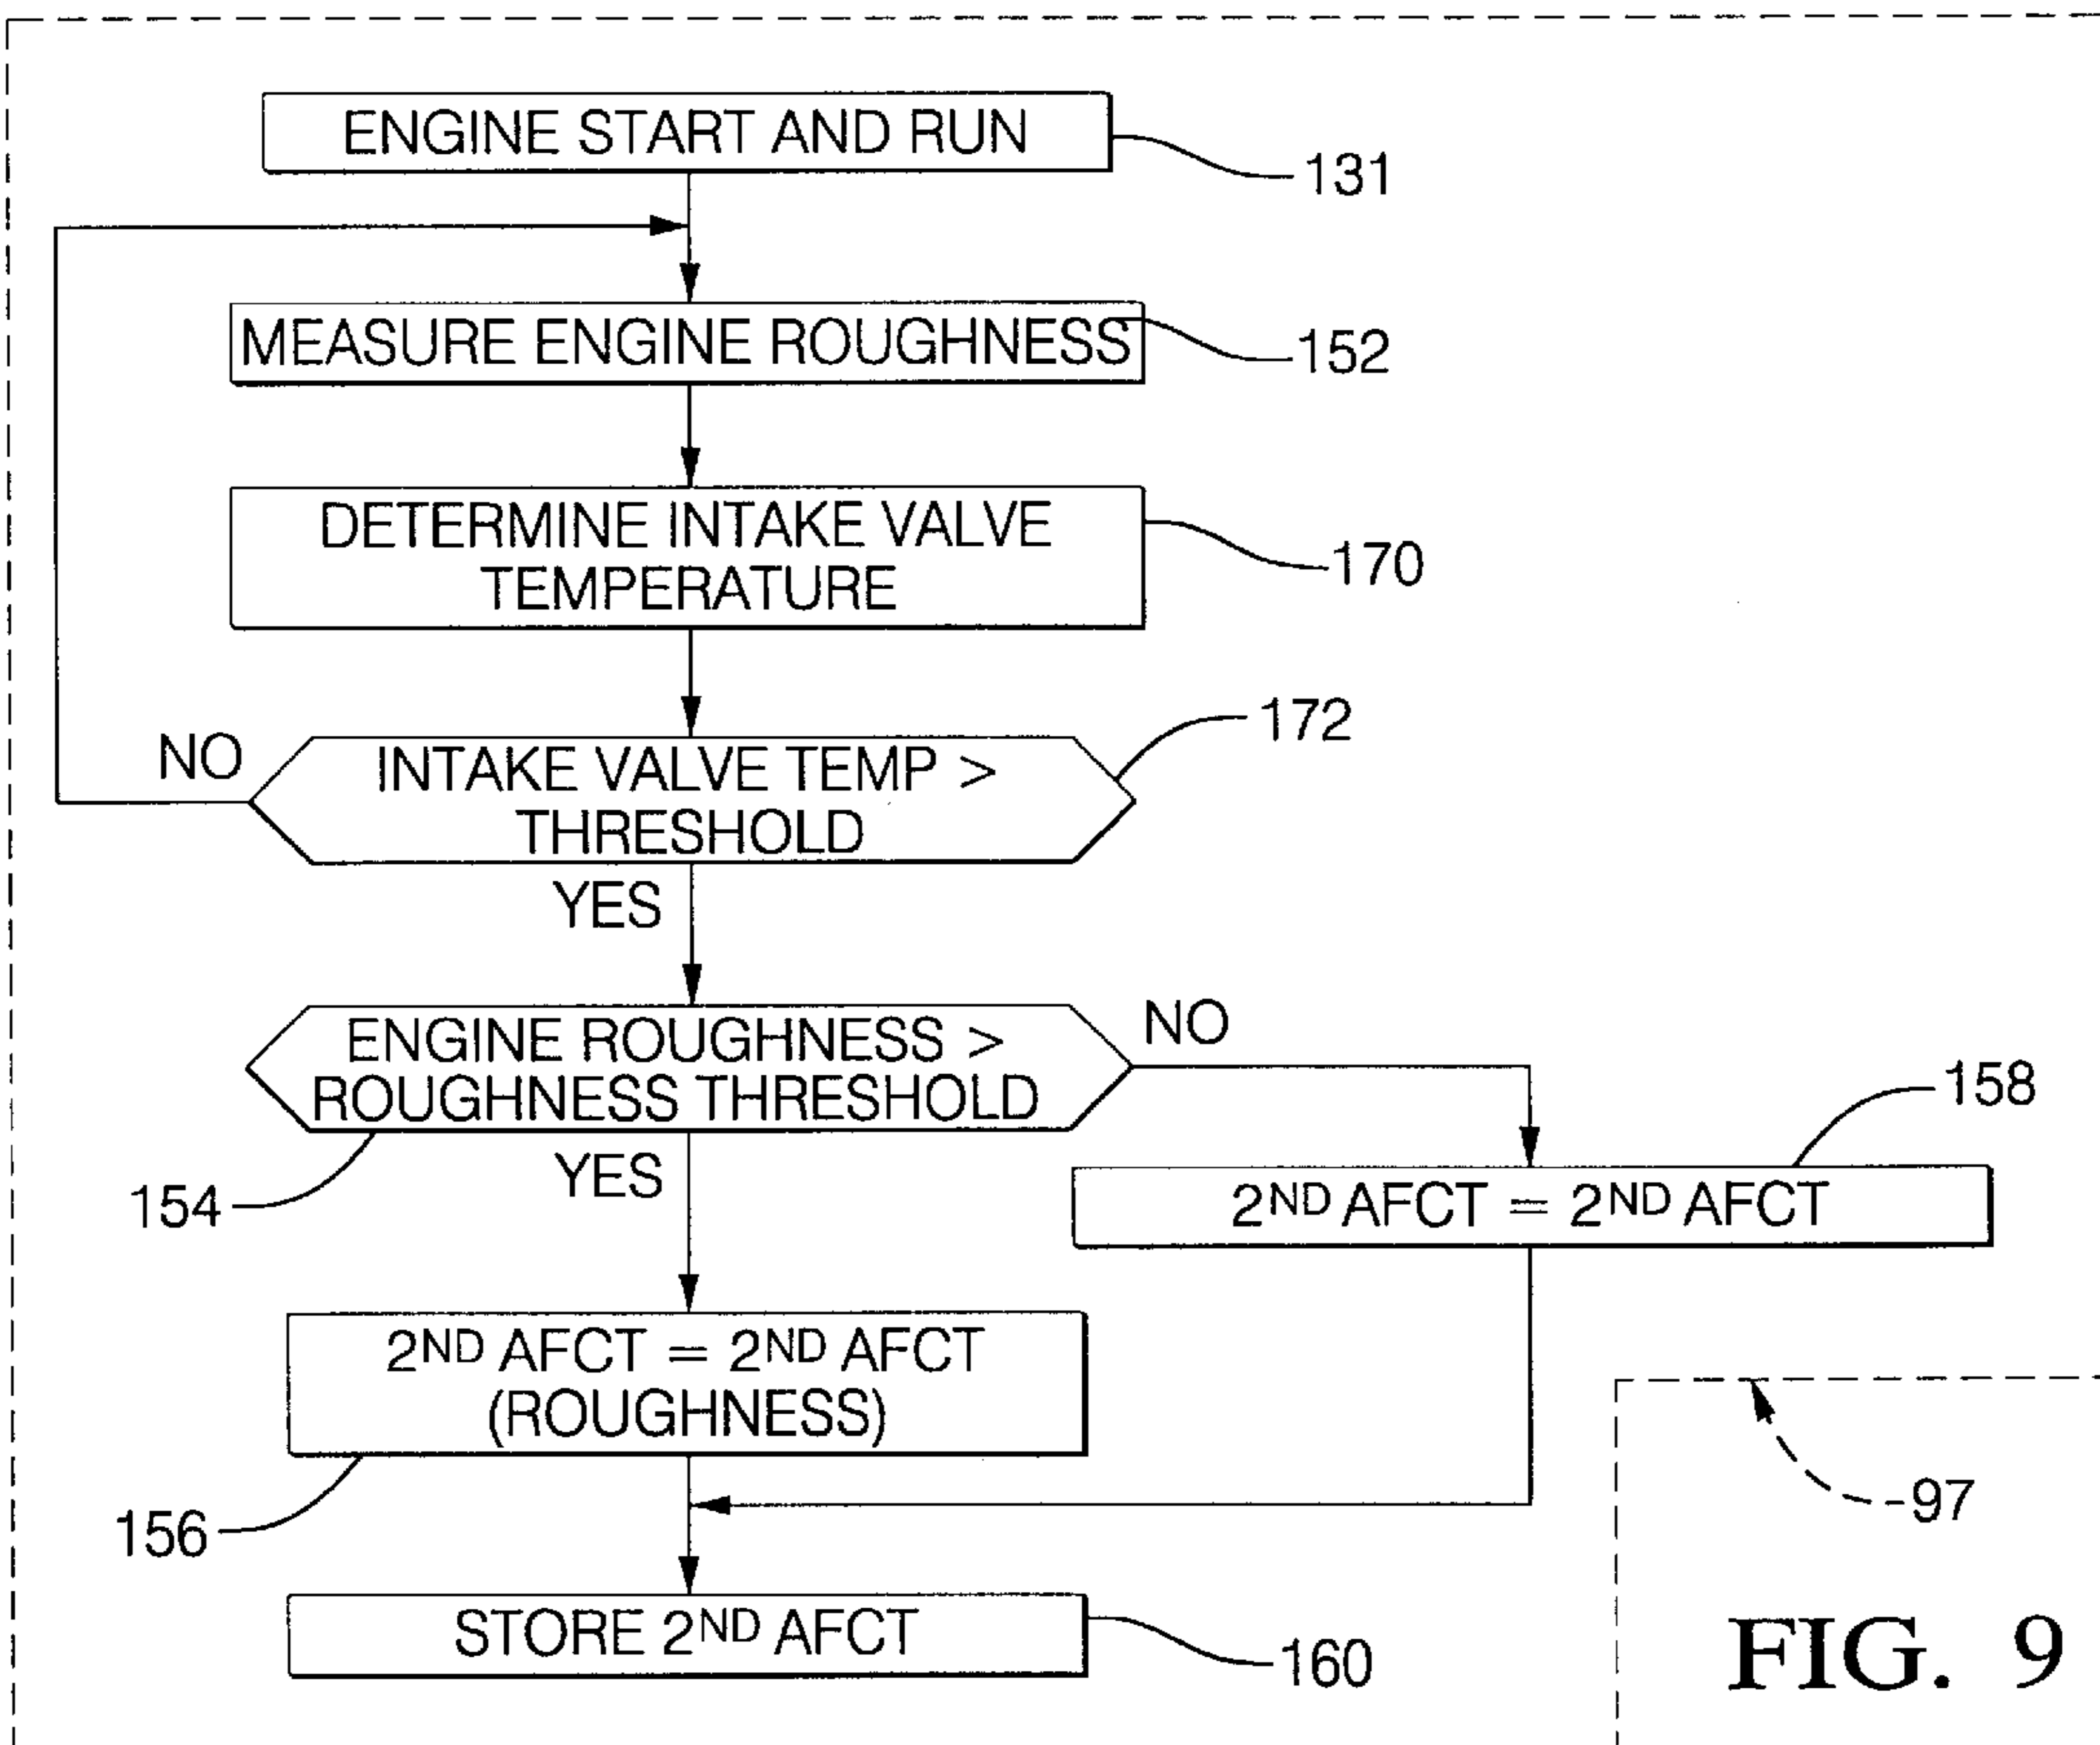 ENGINE START AND RUN
131
MEASURE ENGINE ROUGHNESS
152
DETERMINE INTAKE VALVE
TEMPERATURE
170
172
NO
INTAKE VALVE TEMP >
THRESHOLD
YES
ENGINE ROUGHNESS >
ROUGHNESS THRESHOLD
NO
154
YES
158
2ND AFCT = 2ND AFCT
2ND AFCT = 2ND AFCT
(ROUGHNESS)
156
97
STORE 2ND AFCT
160
FIG. 9